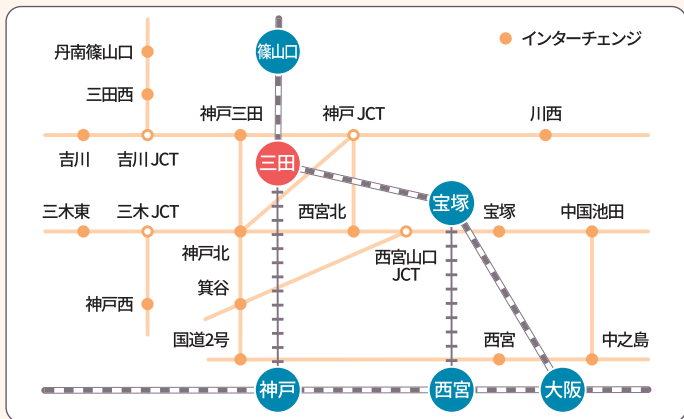 篠山口
インターチェンジ
丹南篠山口
三田西
神戸三田
神戸 JCT
川西
吉川
吉川 JCT
三田
三木東
三木 JCT
西宮北
宝塚
宝塚
中国池田
神戸北
西宮山口
JCT
箕谷
神戸西
国道2号
西宮
中之島
神戸
西宮
大阪